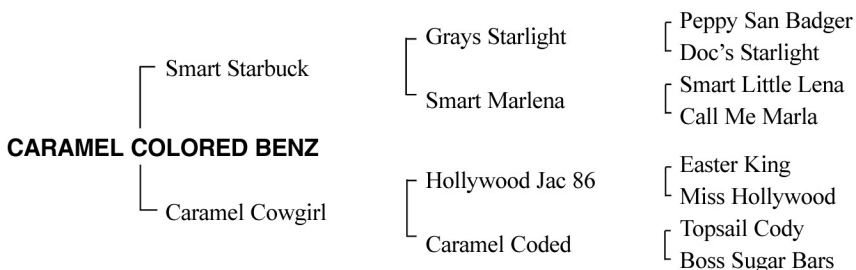 Peppy San Badger
Grays Starlight
Doc's Starlight
Smart Starbuck
Smart Little Lena
Smart Marlena
Call Me Marla
CARAMEL COLORED BENZ
Easter King
Hollywood Jac 86
Miss Hollywood
Caramel Cowgirl
Topsail Cody
Caramel Coded
Boss Sugar Bars